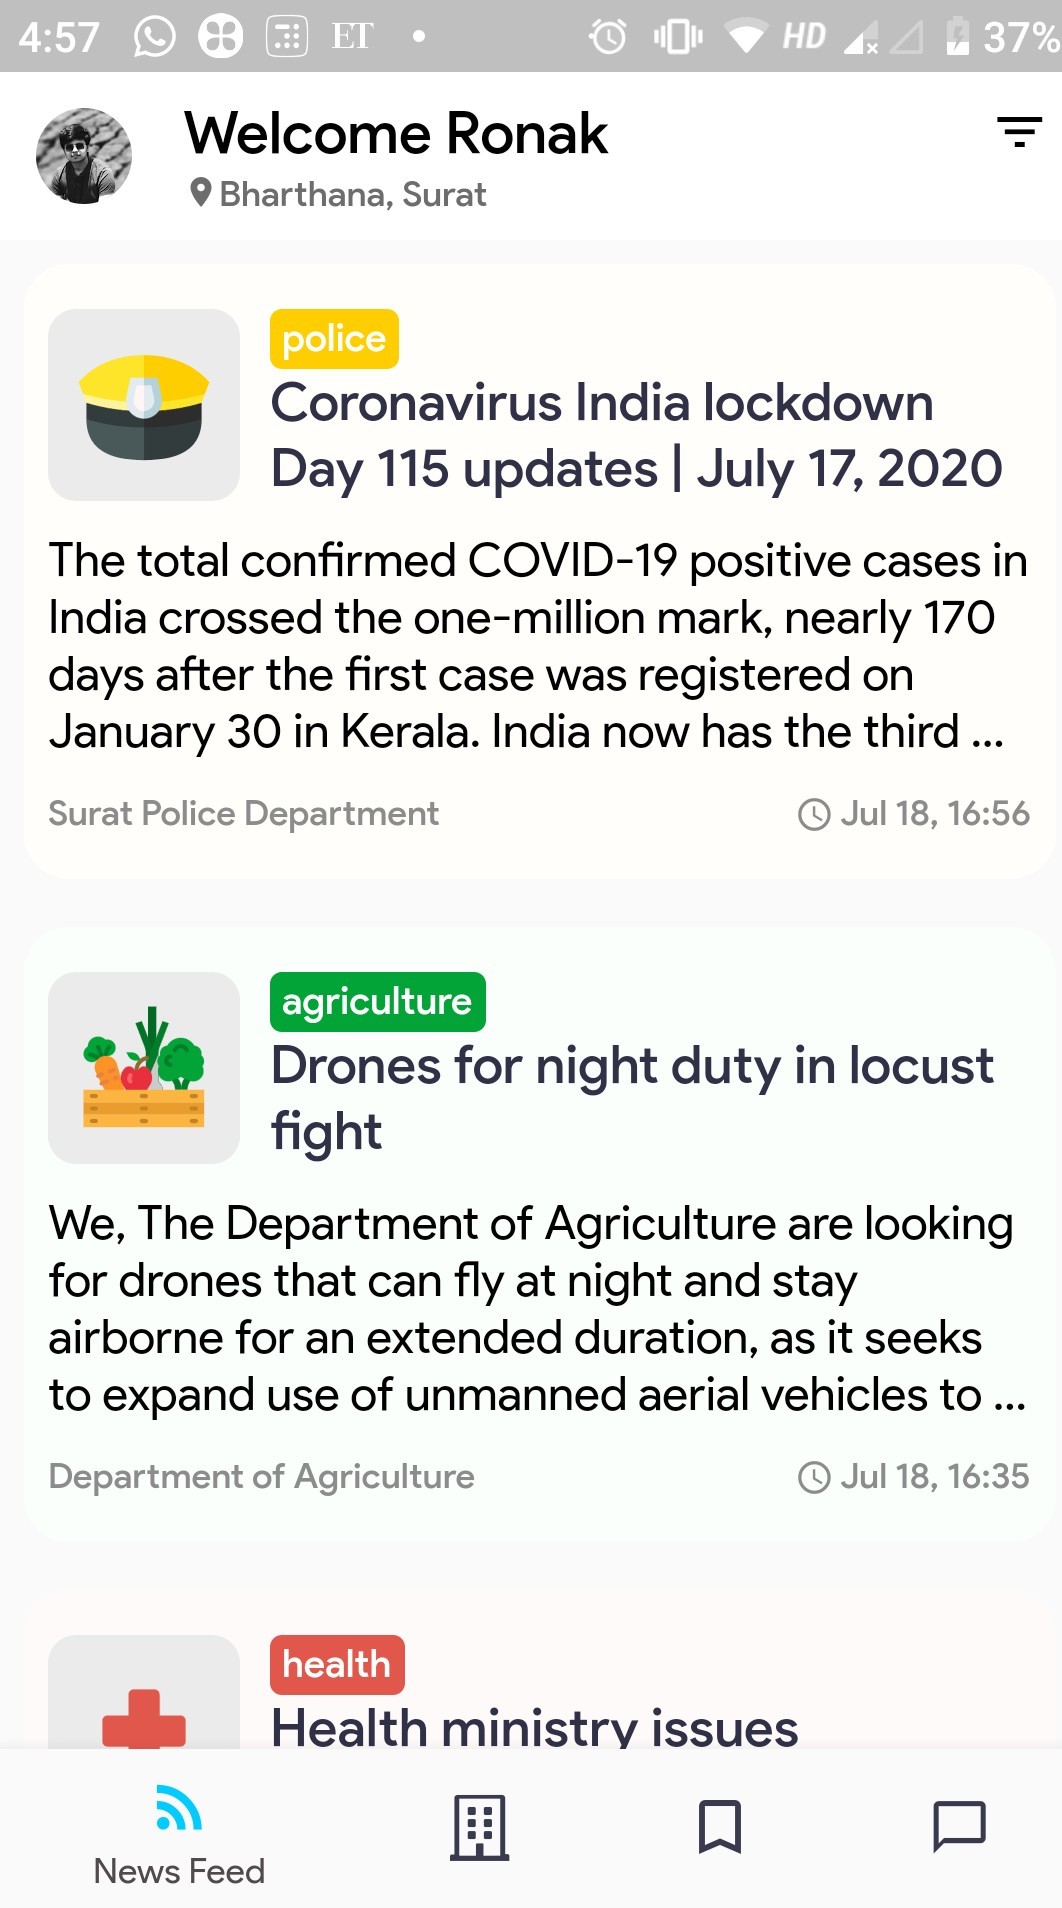 4:57 ET HD 37%
Welcome Ronak
Bharthana, Surat
police
Coronavirus India lockdown
Day 115 updates | July 17, 2020
The total confirmed COVID-19 positive cases in
India crossed the one-million mark, nearly 170
days after the first case was registered on
January 30 in Kerala. India now has the third ...
Surat Police Department Jul 18, 16:56
agriculture
Drones for night duty in locust
fight
We, The Department of Agriculture are looking
for drones that can fly at night and stay
airborne for an extended duration, as it seeks
to expand use of unmanned aerial vehicles to ...
Department of Agriculture Jul 18, 16:35
health
Health ministry issues
News Feed